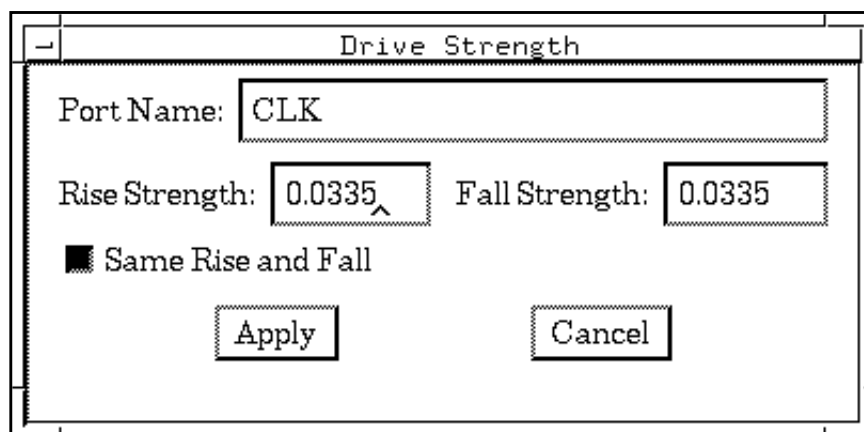 Drive Strength
Port Name: CLK
Rise Strength: 0.0335 Fall Strength: 0.0335
Same Rise and Fall
Apply Cancel